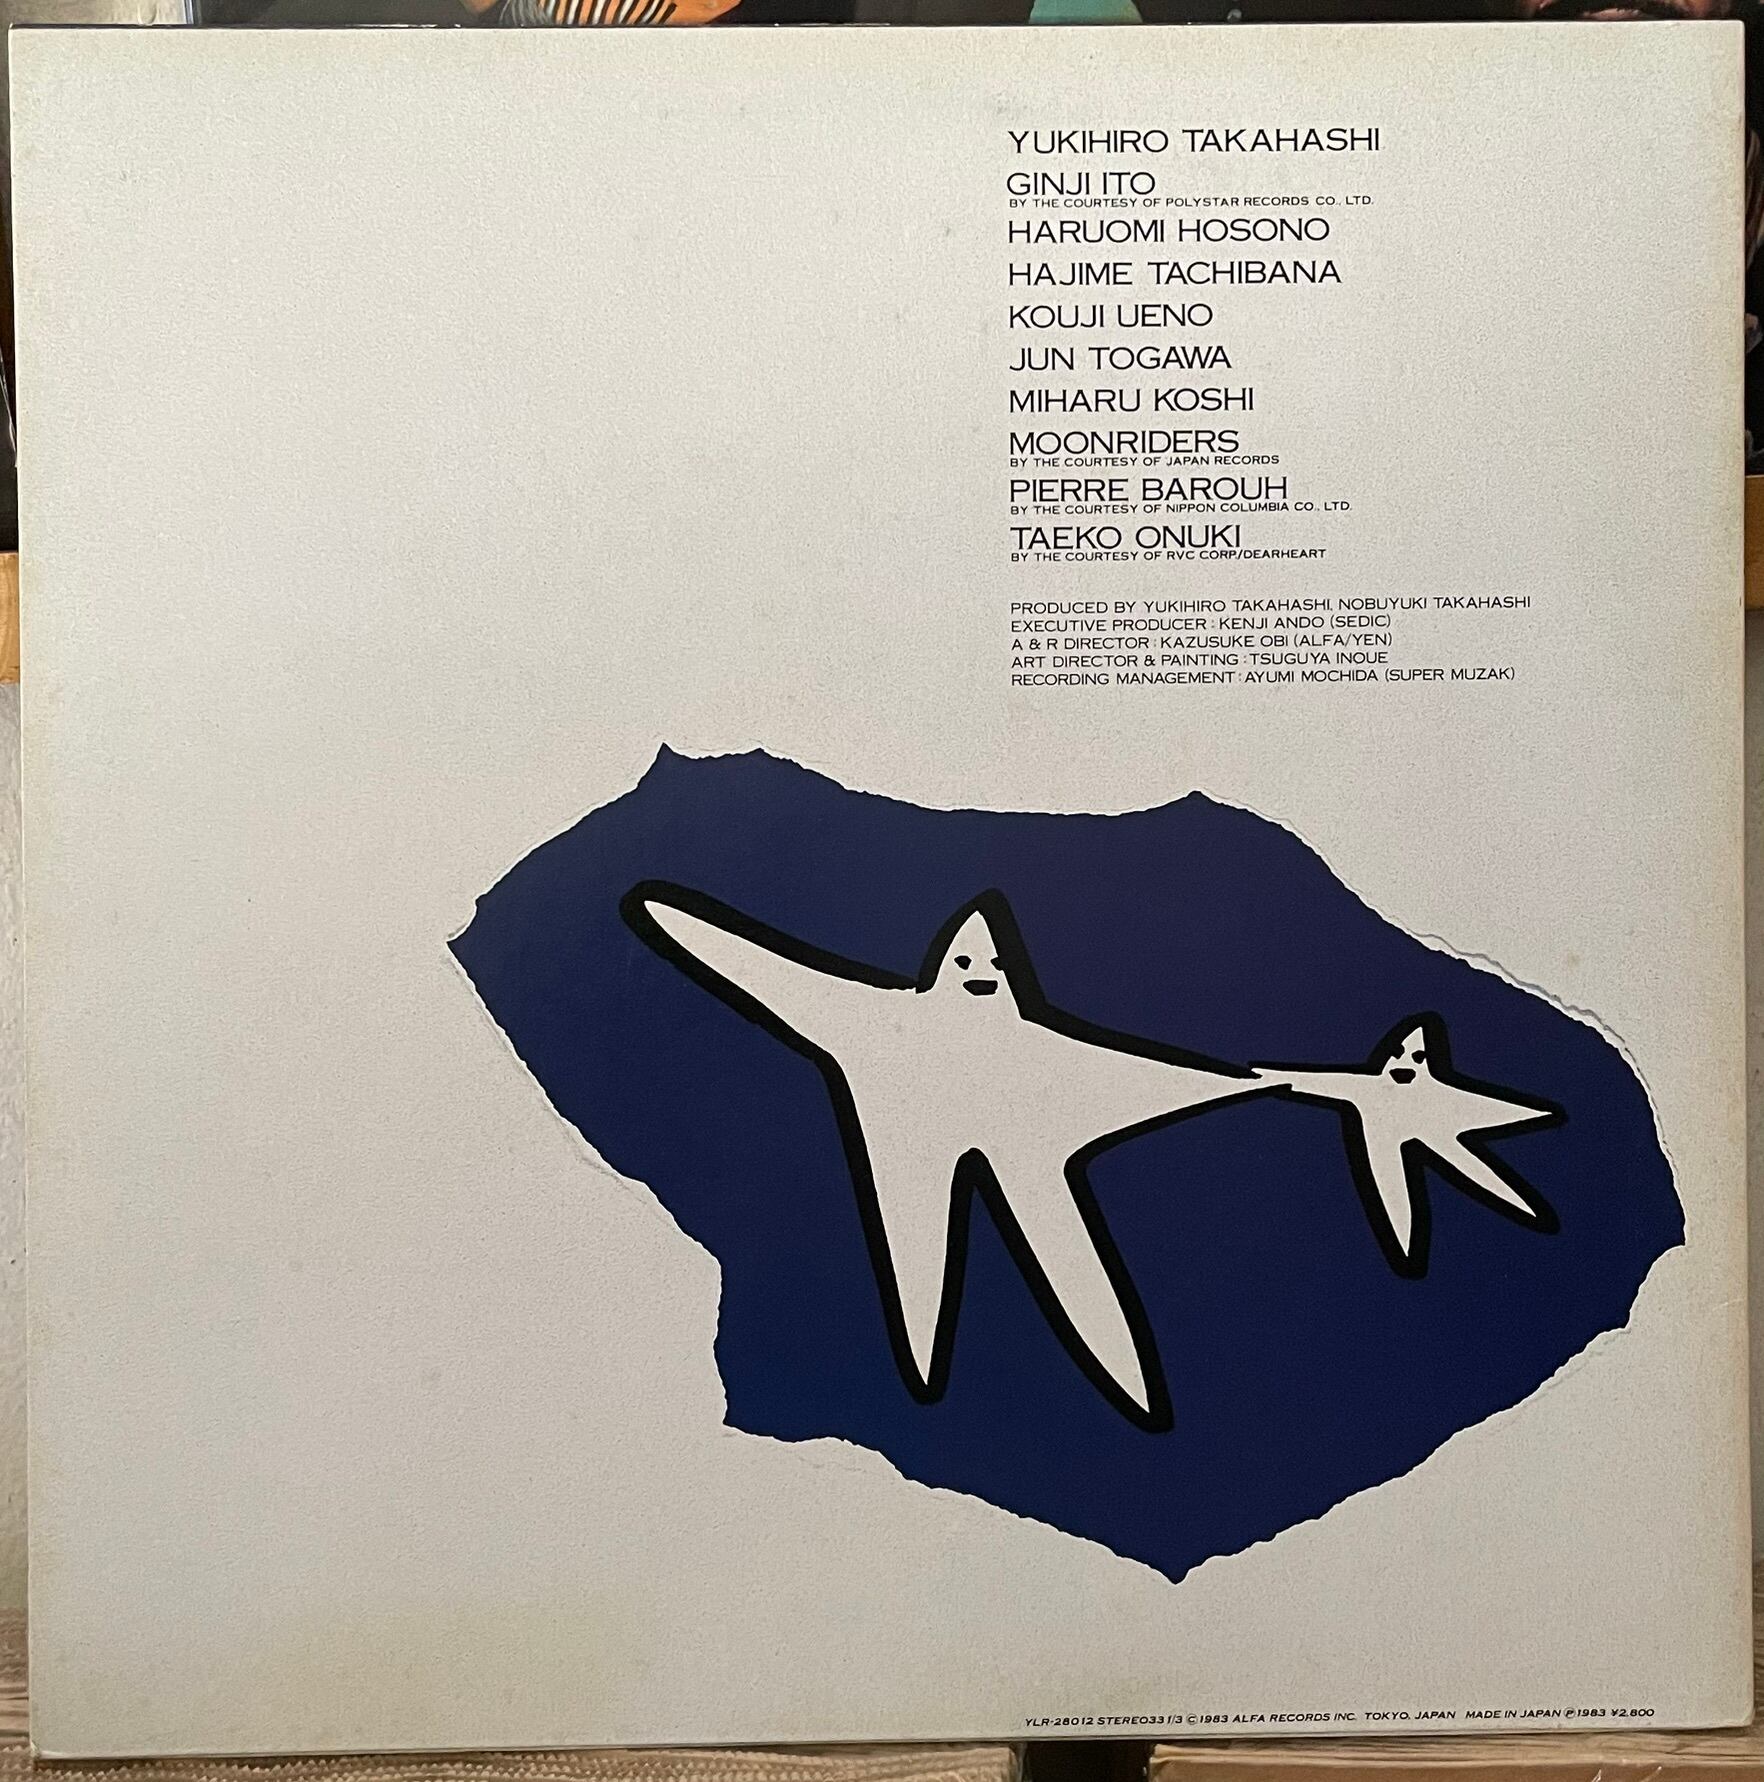 YUKIHIRO TAKAHASHI
GINJI ITO
BY THE COURTESY OF POLYSTAR RECORDS CO., LTD.
HARUOMI HOSONO
HAJIME TACHIBANA
KOUJI UENO
JUN TOGAWA
MIHARU KOSHI
MOONRIDERS
BY THE COURTESY OF JAPAN RECORDS
PIERRE BAROUH
BY THE COURTESY OF NIPPON COLUMBIA CO., LTD.
TAEKO ONUKI
BY THE COURTESY OF RVC CORP/DEARHEART
PRODUCED BY YUKIHIRO TAKAHASHI, NOBUYUKI TAKAHASHI
EXECUTIVE PRODUCER : KENJI ANDO (SEDIC)
A & R DIRECTOR : KAZUSUKE OBI (ALFA/YEN)
ART DIRECTOR & PAINTING : TSUGUYA INOUE
RECORDING MANAGEMENT : AYUMI MOCHIDA (SUPER MUZAK)
YLR-28012 STEREO33 1/3 ©1983 ALFA RECORDS INC. TOKYO, JAPAN MADE IN JAPAN ℗1983 ¥2,800